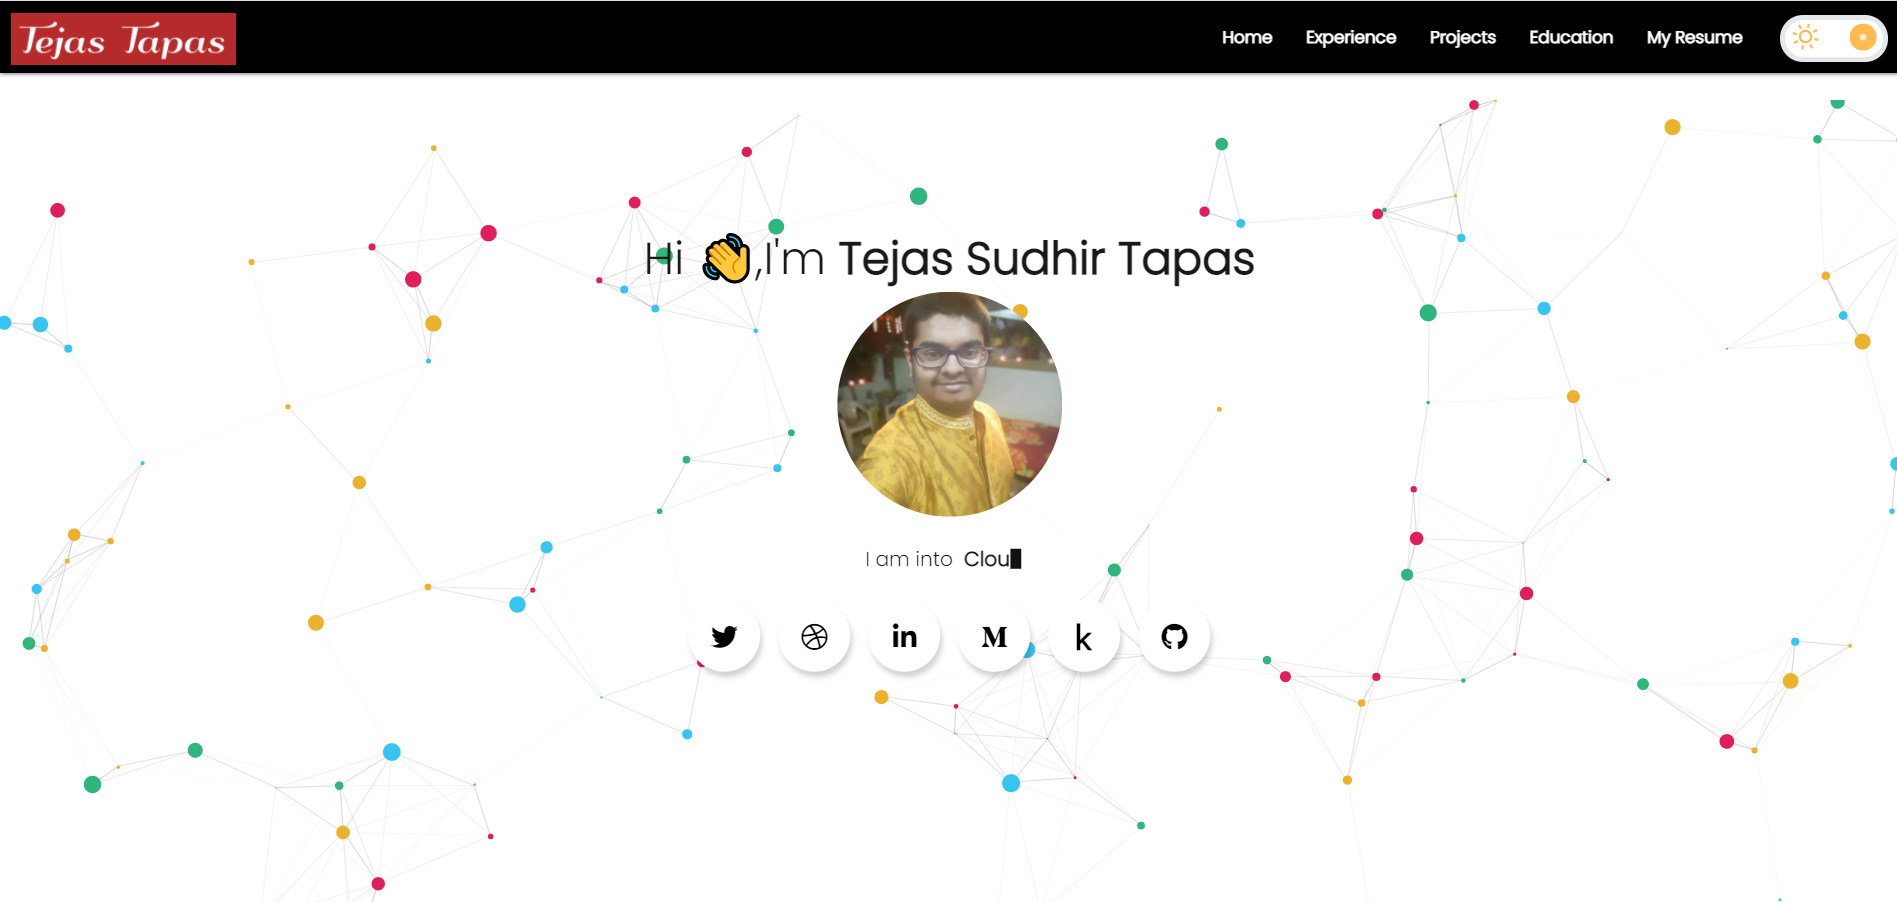 Tejas Tapas
Home Experience Projects Education My Resume
Hi 👋,I'm Tejas Sudhir Tapas
I am into Clou
in M k